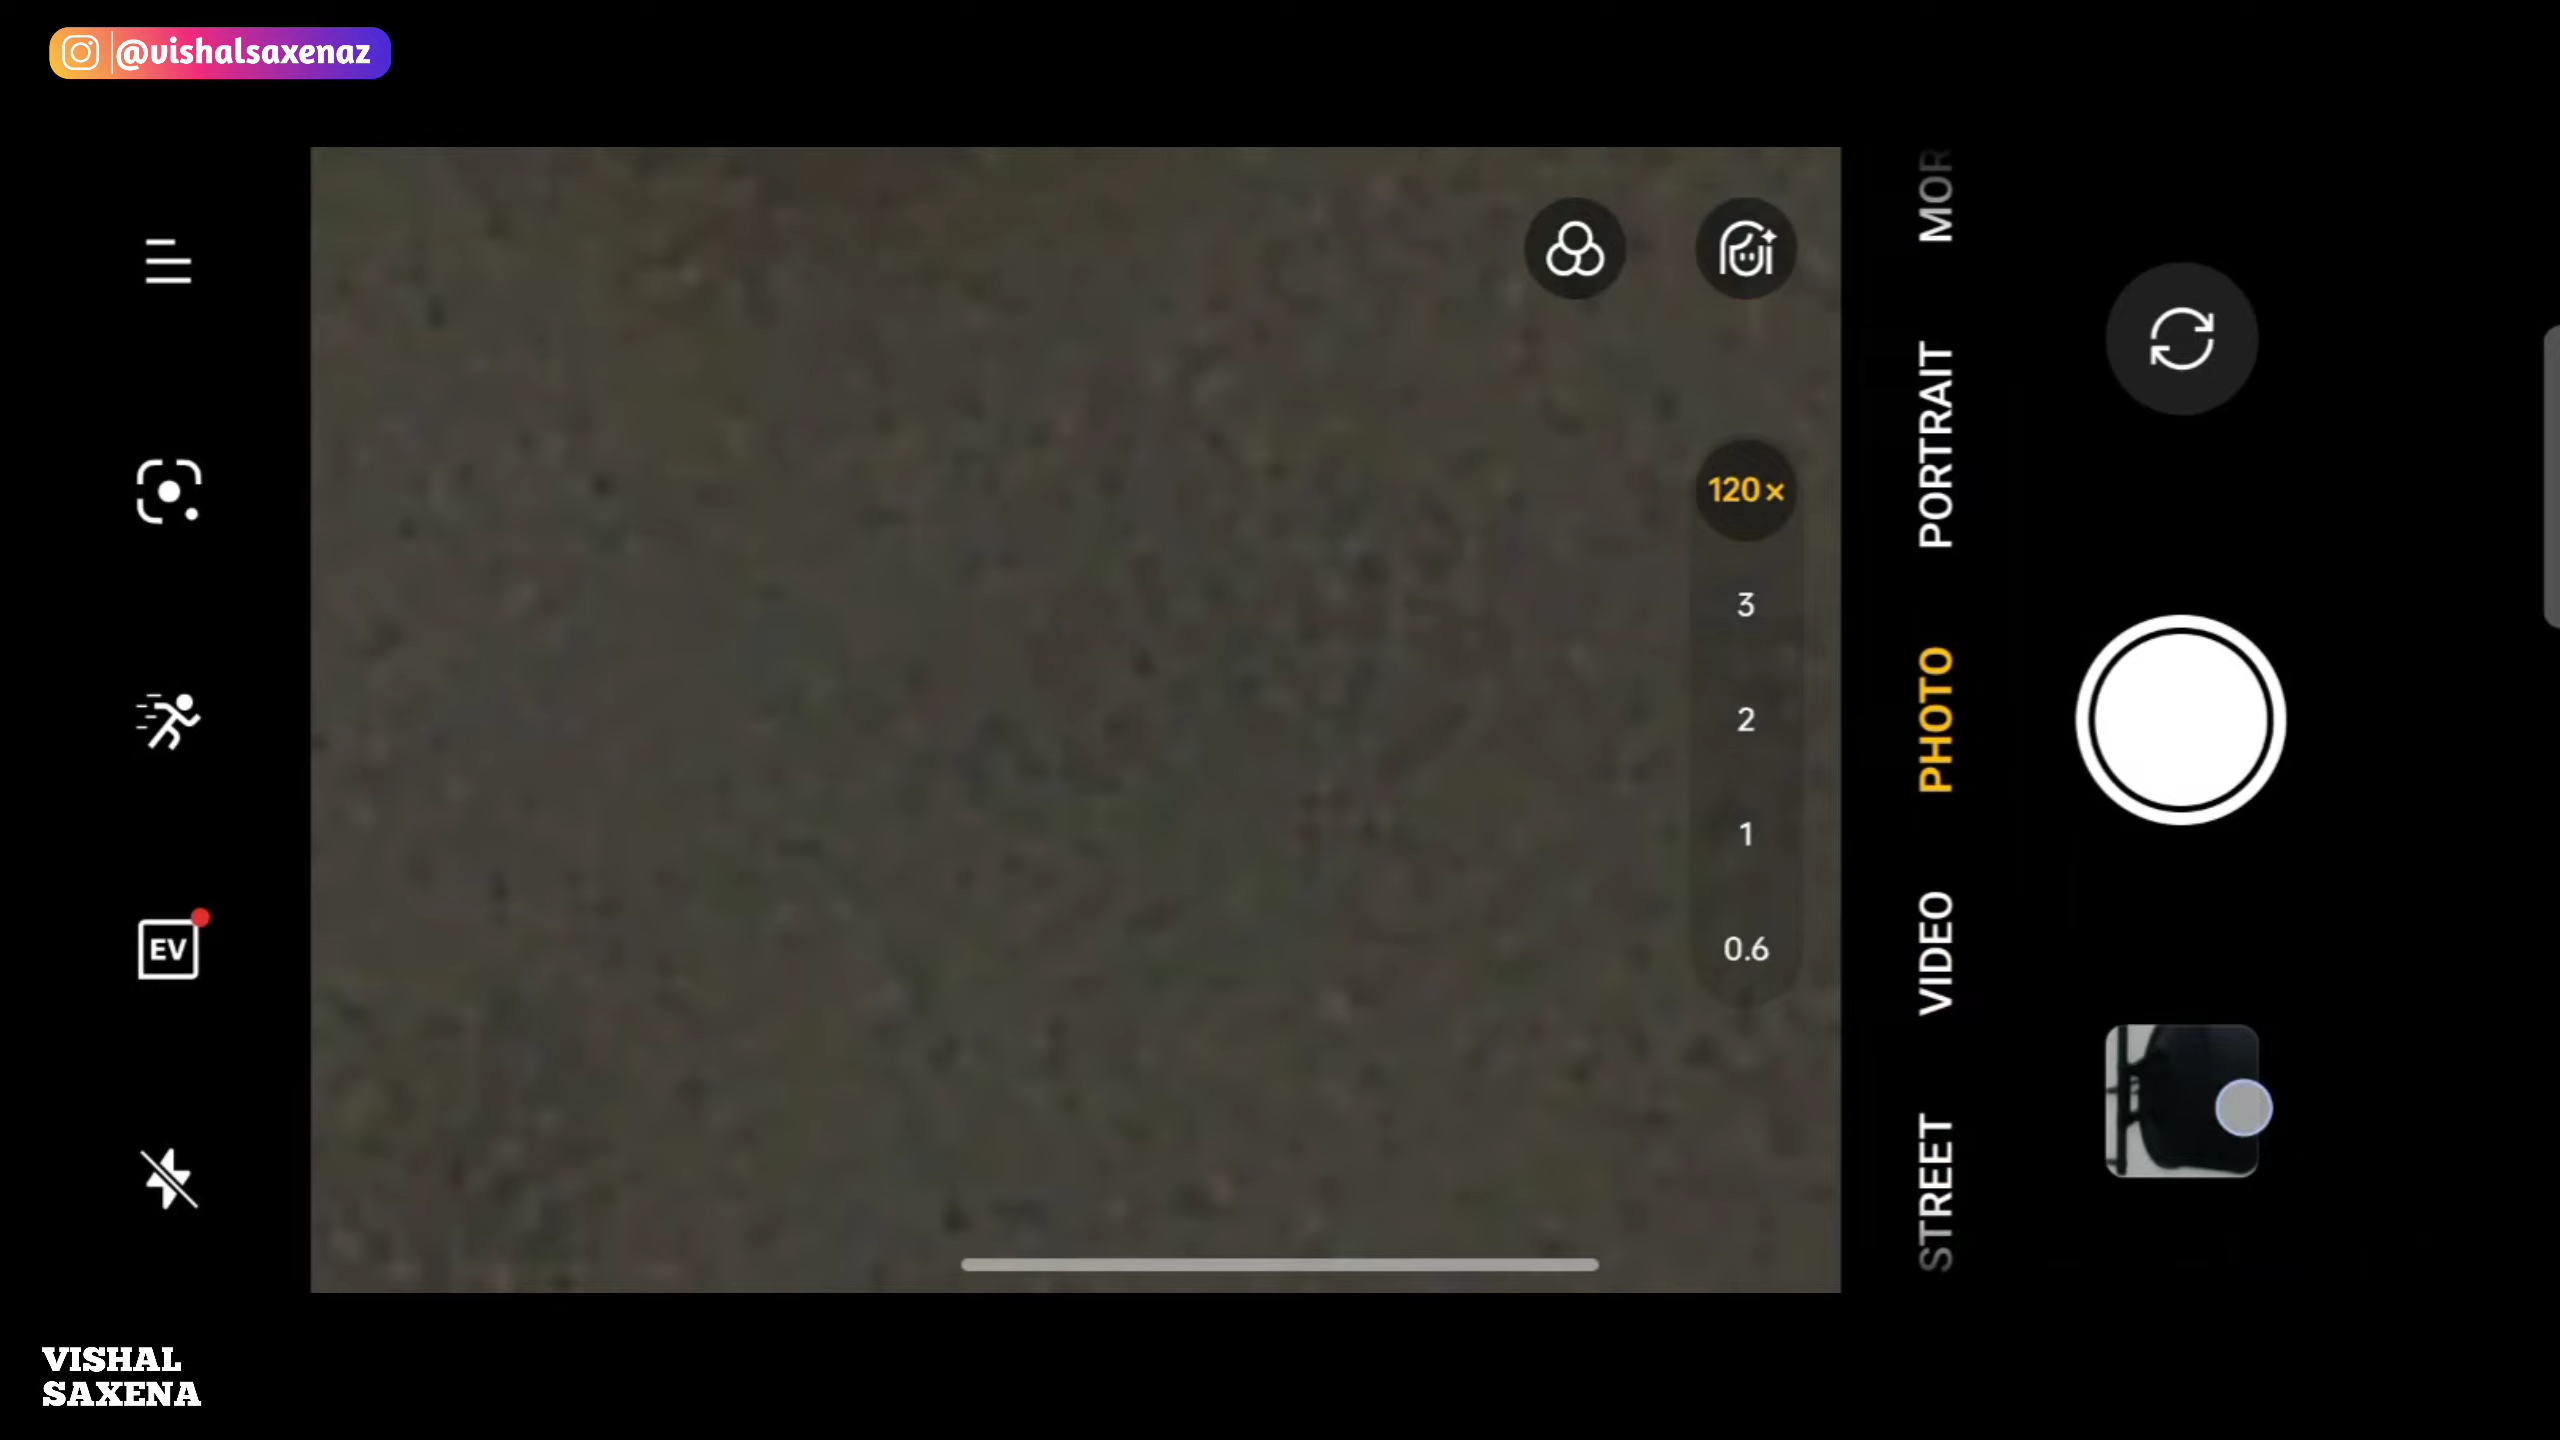 @vishalsaxenaz
EV
120×
3
2
1
0.6
MOR
PORTRAIT
PHOTO
VIDEO
STREET
VISHAL
SAXENA